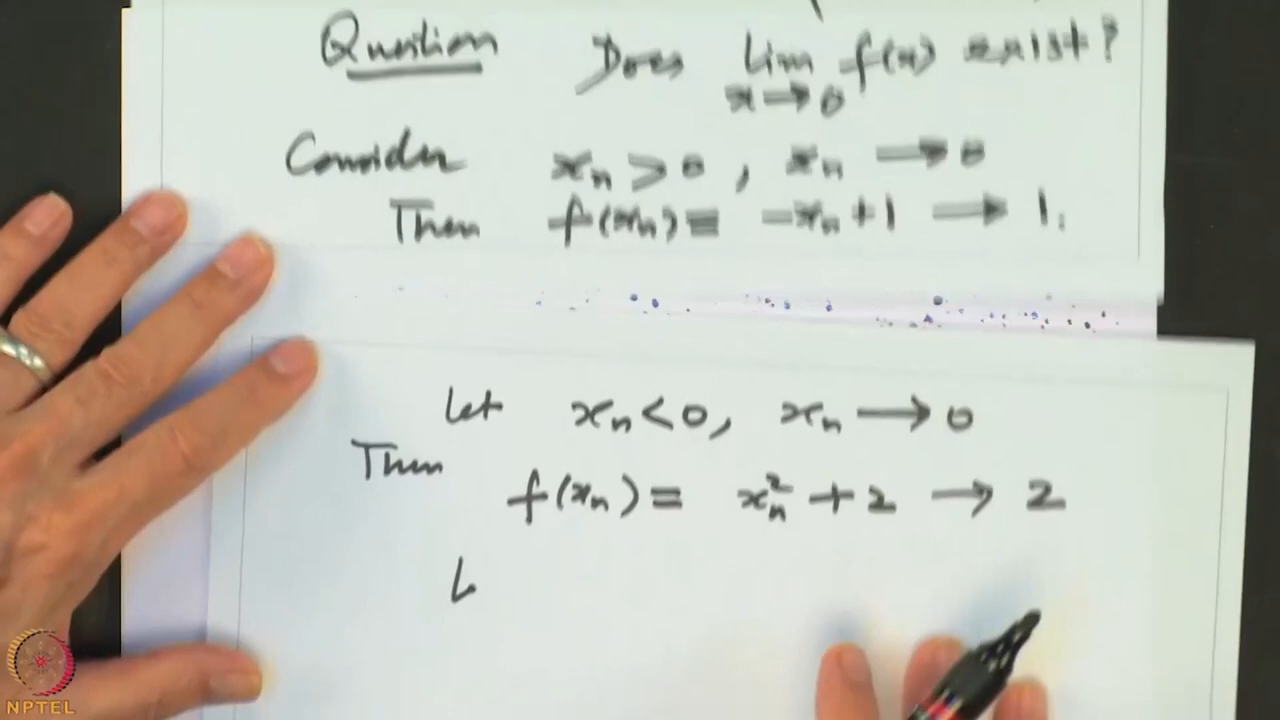 Question Does lim f(x) exist?
x→0
Consider xn > 0, xn → 0
Then f(xn) = -xn + 1 → 1.
Let xn < 0, xn → 0
Then
f(xn) = xn² + 2 → 2
L
NPTEL